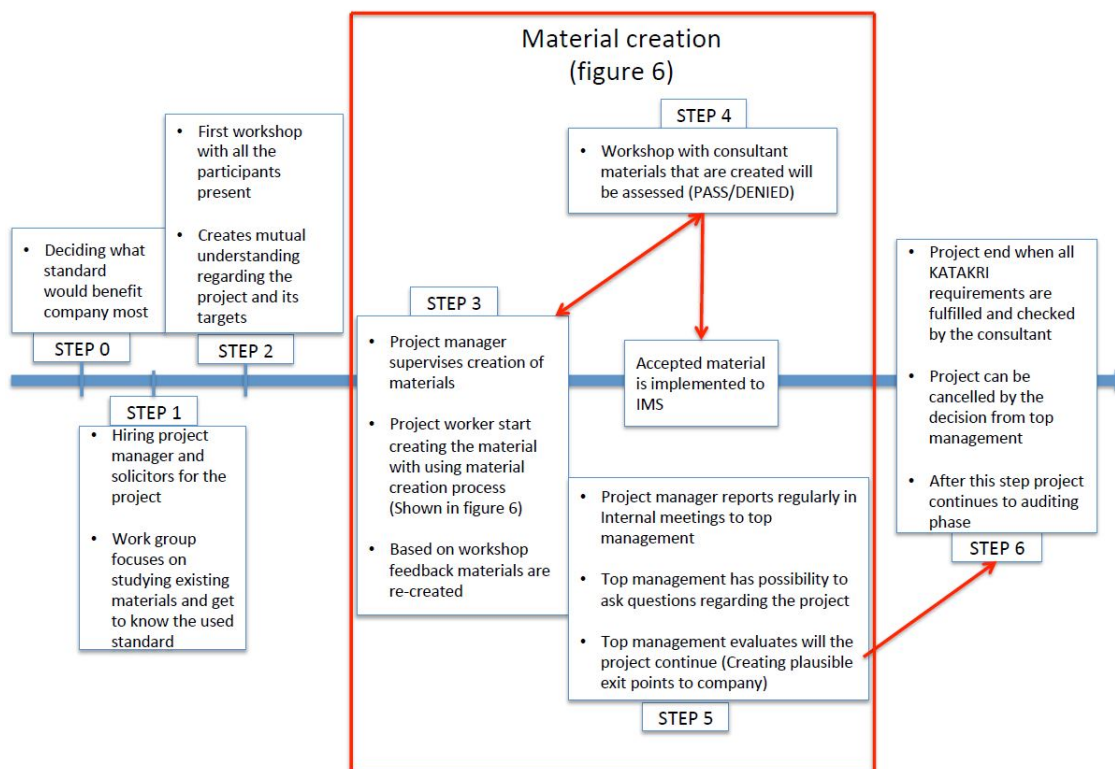 Material creation
(figure 6)
STEP 4
• Workshop with consultant
materials that are created will
be assessed (PASS/DENIED)
• First workshop
with all the
participants
present
• Creates mutual
understanding
regarding the
project and its
targets
• Deciding what
standard
would benefit
company most
STEP 0
STEP 2
STEP 1
• Hiring project
manager and
solicitors for the
project
• Work group
focuses on
studying existing
materials and get
to know the used
standard
STEP 3
• Project manager
supervises creation of
materials
• Project worker start
creating the material
with using material
creation process
(Shown in figure 6)
• Based on workshop
feedback materials are
re-created
Accepted material
is implemented to
IMS
• Project manager reports regularly in
Internal meetings to top
management
• Top management has possibility to
ask questions regarding the project
• Top management evaluates will the
project continue (Creating plausible
exit points to company)
STEP 5
• Project end when all
KATAKRI
requirements are
fulfilled and checked
by the consultant
• Project can be
cancelled by the
decision from top
management
• After this step project
continues to auditing
phase
STEP 6